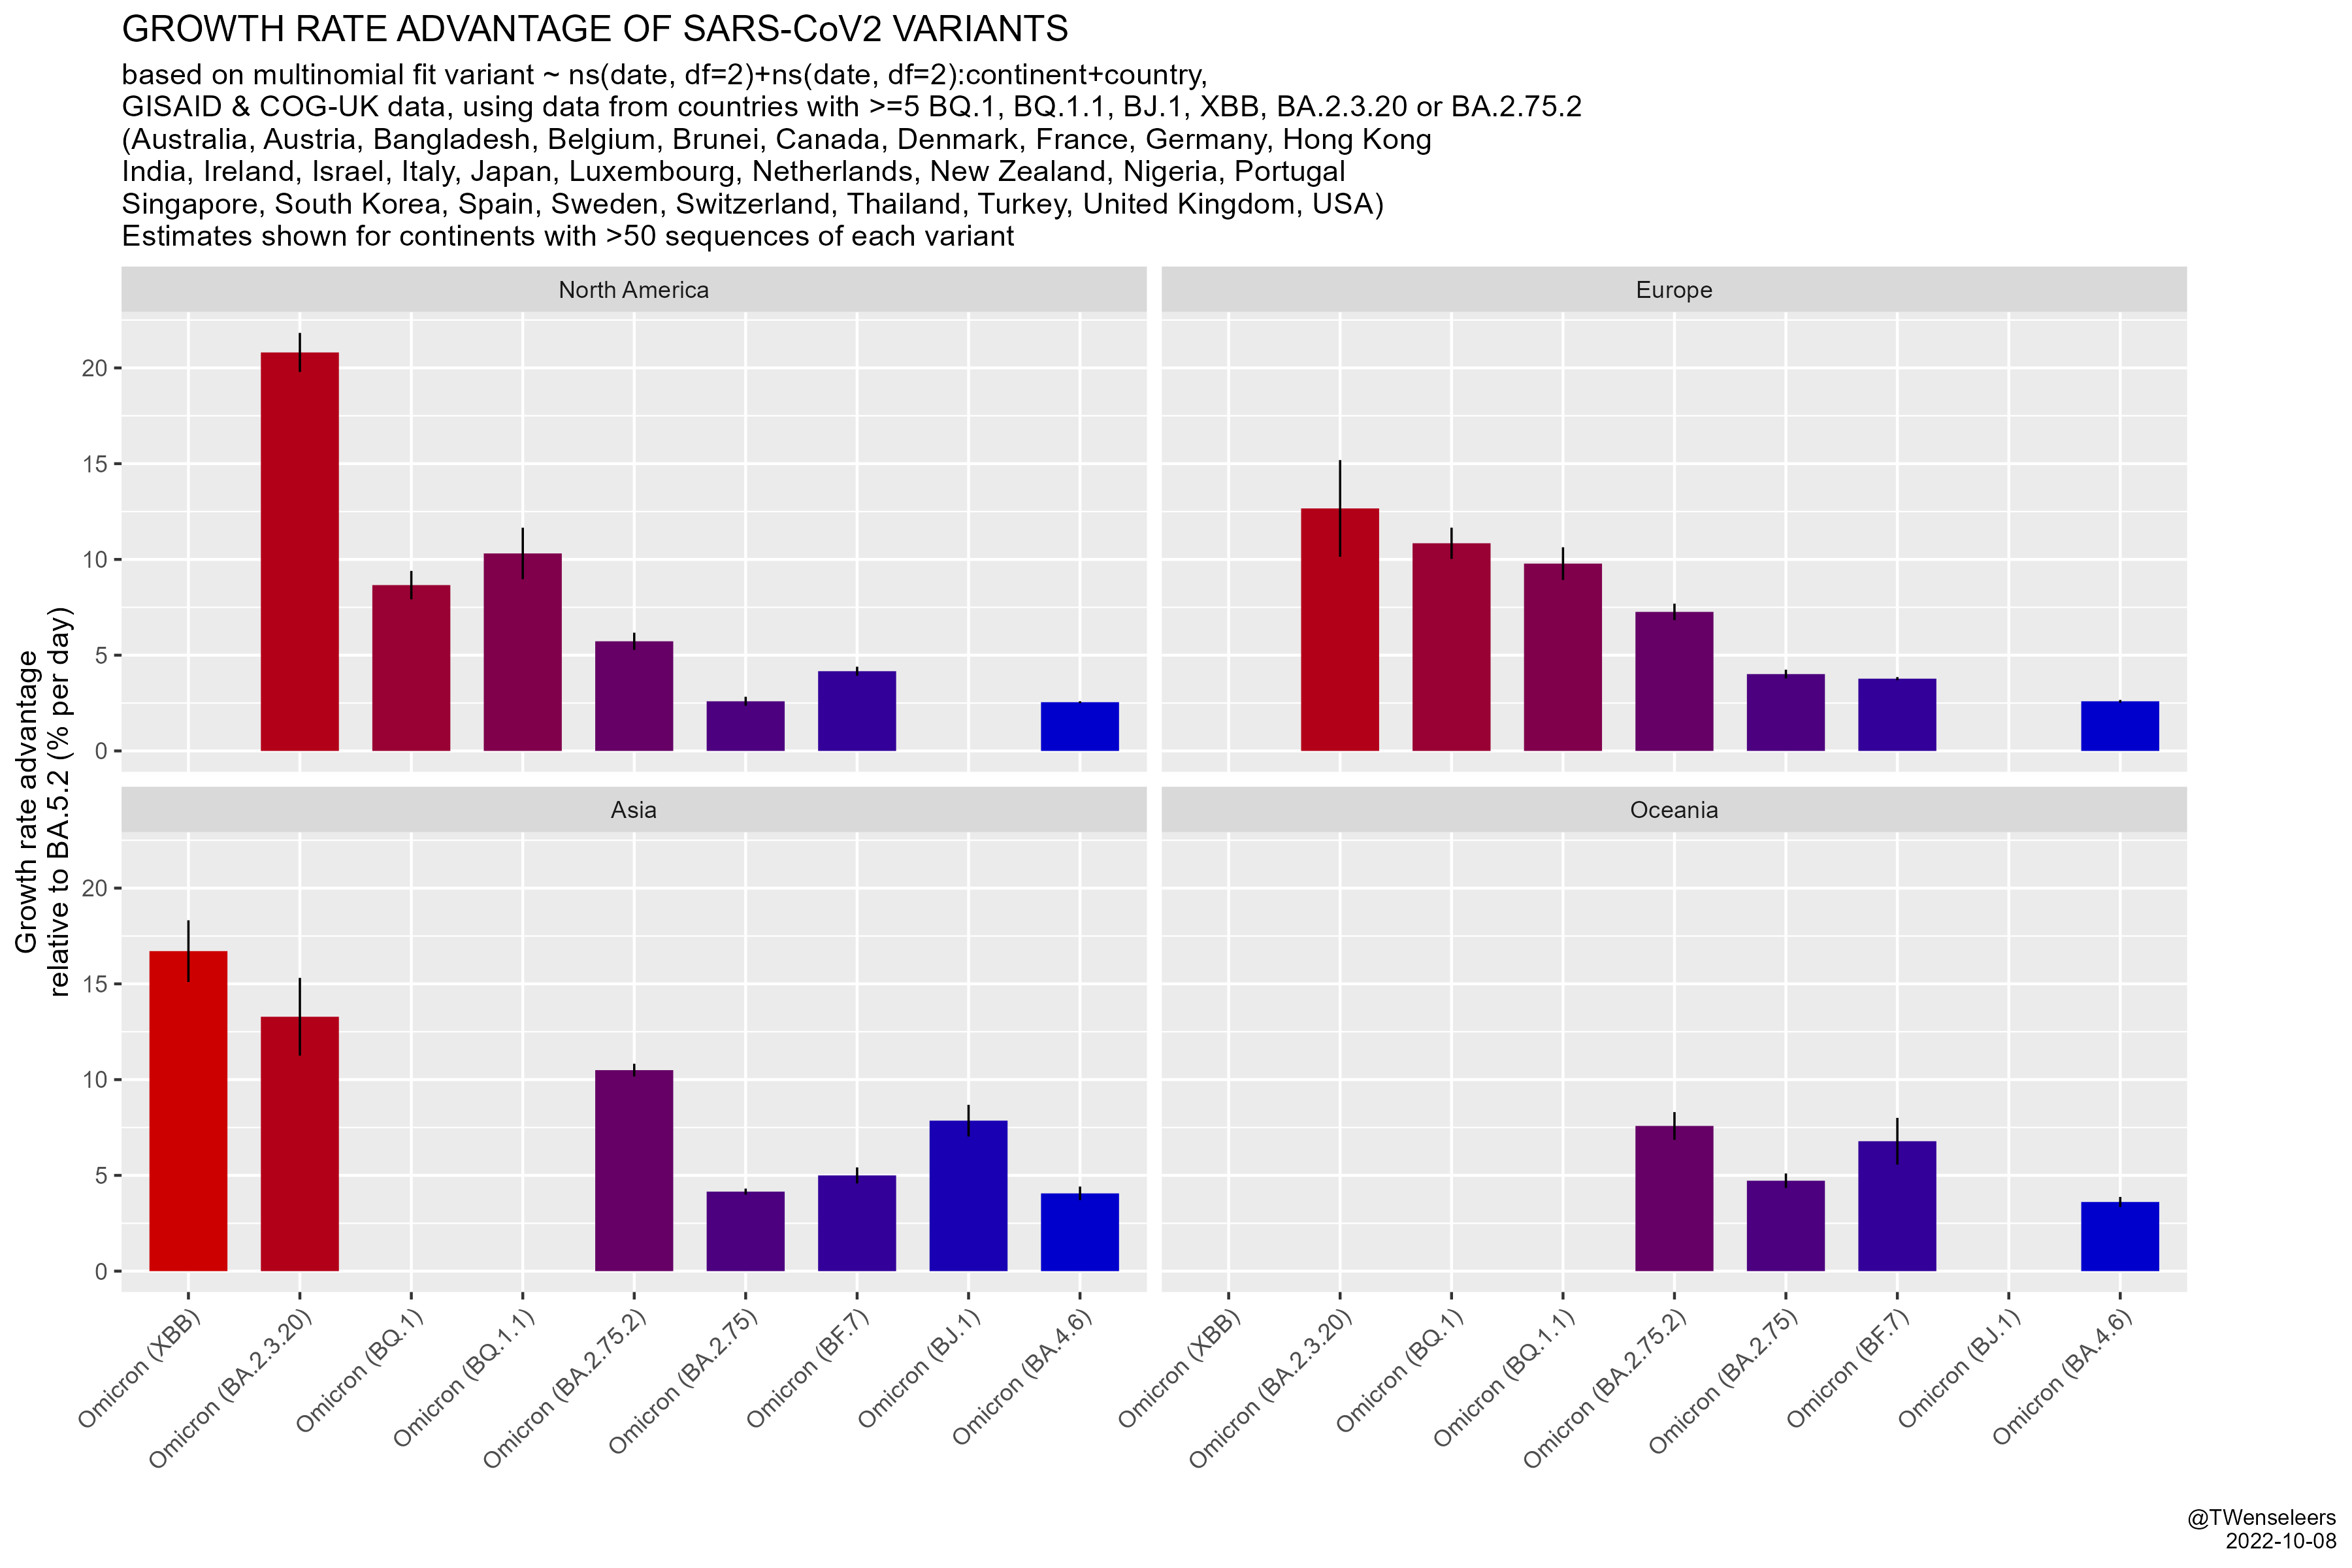 GROWTH RATE ADVANTAGE OF SARS-CoV2 VARIANTS
based on multinomial fit variant ~ ns(date, df=2)+ns(date, df=2):continent+country,
GISAID & COG-UK data, using data from countries with >=5 BQ.1, BQ.1.1, BJ.1, XBB, BA.2.3.20 or BA.2.75.2
(Australia, Austria, Bangladesh, Belgium, Brunei, Canada, Denmark, France, Germany, Hong Kong
India, Ireland, Israel, Italy, Japan, Luxembourg, Netherlands, New Zealand, Nigeria, Portugal
Singapore, South Korea, Spain, Sweden, Switzerland, Thailand, Turkey, United Kingdom, USA)
Estimates shown for continents with >50 sequences of each variant
North America
Europe
20
15
10
5
0
Growth rate advantage
relative to BA.5.2 (% per day)
Asia
Oceania
20
15
10
5
0
Omicron (XBB)
Omicron (BA.2.3.20)
Omicron (BQ.1)
Omicron (BQ.1.1)
Omicron (BA.2.75.2)
Omicron (BA.2.75)
Omicron (BF.7)
Omicron (BJ.1)
Omicron (BA.4.6)
Omicron (XBB)
Omicron (BA.2.3.20)
Omicron (BQ.1)
Omicron (BQ.1.1)
Omicron (BA.2.75.2)
Omicron (BA.2.75)
Omicron (BF.7)
Omicron (BJ.1)
Omicron (BA.4.6)
@TWenseleers
2022-10-08